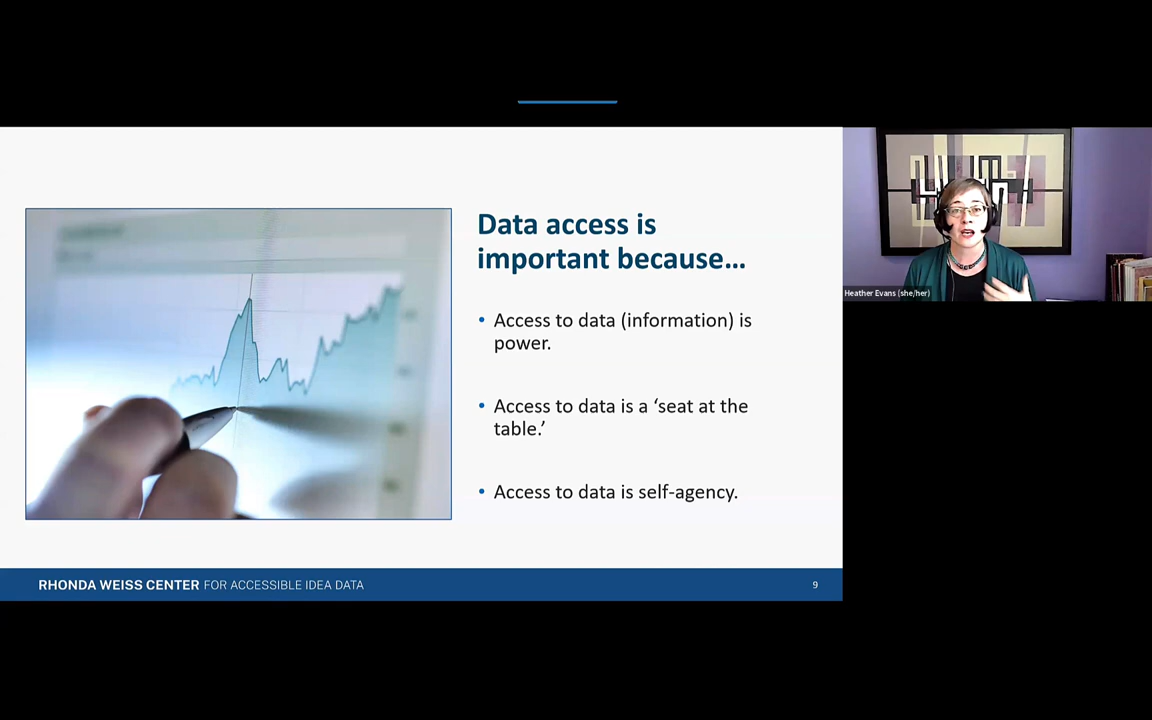 Data access is
important because...
• Access to data (information) is
power.
• Access to data is a ‘seat at the
table.’
• Access to data is self-agency.
RHONDA WEISS CENTER FOR ACCESSIBLE IDEA DATA
9
Heather Evans (she/her)